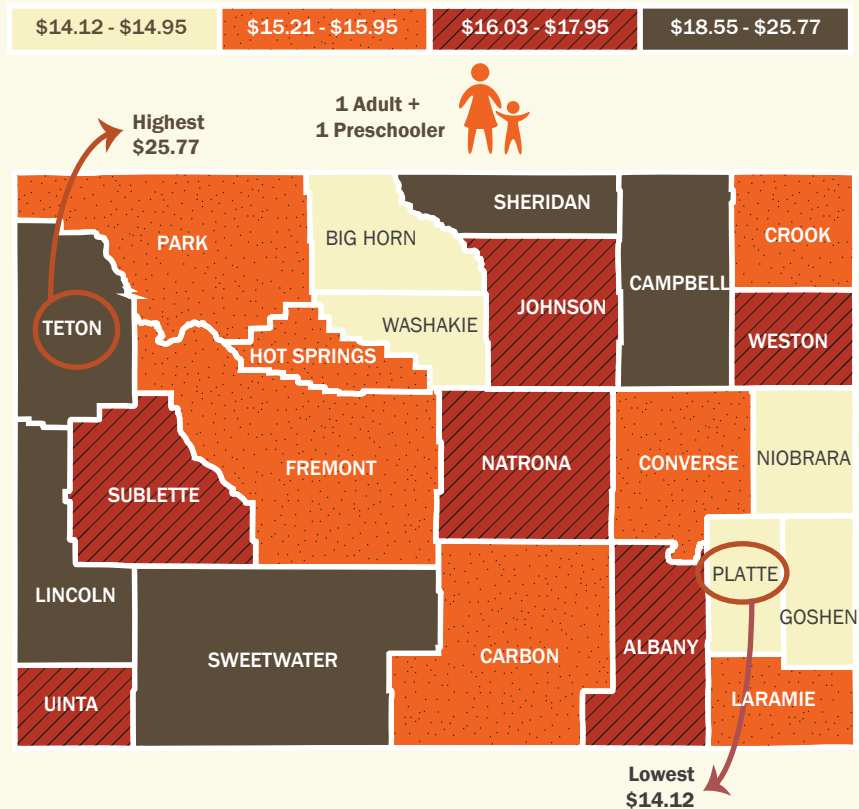 $14.12 - $14.95
$15.21 - $15.95
$16.03 - $17.95
$18.55 - $25.77
1 Adult +
1 Preschooler
Highest
$25.77
SHERIDAN
PARK
BIG HORN
CROOK
CAMPBELL
JOHNSON
TETON
WASHAKIE
WESTON
HOT SPRINGS
FREMONT
NATRONA
CONVERSE
NIOBRARA
SUBLETTE
PLATTE
LINCOLN
GOSHEN
SWEETWATER
CARBON
ALBANY
UINTA
LARAMIE
Lowest
$14.12